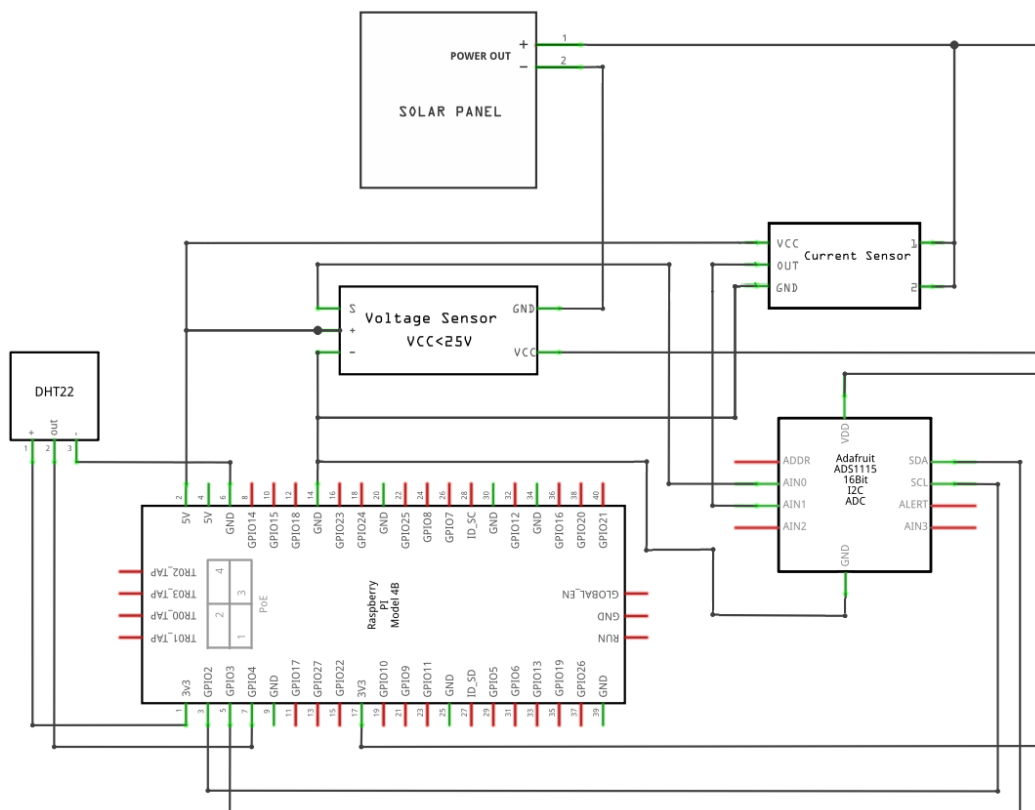 + 1
POWER OUT
- 2
SOLAR PANEL
VCC
OUT
GND
Current Sensor
1
2
S
+
-
Voltage Sensor
VCC<25V
GND
VCC
DHT22
+ out -
1 2 3
VDD
ADDR
AIN0
AIN1
AIN2
Adafruit
ADS1115
16Bit
I2C
ADC
SDA
SCL
ALERT
AIN3
GND
2 4 6 8 10 12 14 16 18 20 22 24 26 28 30 32 34 36 38 40
5V 5V GND GPIO14 GPIO15 GPIO18 GND GPIO23 GPIO24 GND GPIO25 GPIO8 GPIO7 ID_SC GND GPIO12 GND GPIO16 GPIO20 GPIO21
TR02_TAP
TR03_TAP
TR00_TAP
TR01_TAP
4 3
2 1
PoE
Raspberry
PI
Model 4B
GLOBAL_EN
GND
RUN
3v3 GPIO2 GPIO3 GPIO4 GND GPIO17 GPIO27 GPIO22 3V3 GPIO10 GPIO9 GPIO11 GND ID_SD GPIO5 GPIO6 GPIO13 GPIO19 GPIO26 GND
1 3 5 7 9 11 13 15 17 19 21 23 25 27 29 31 33 35 37 39